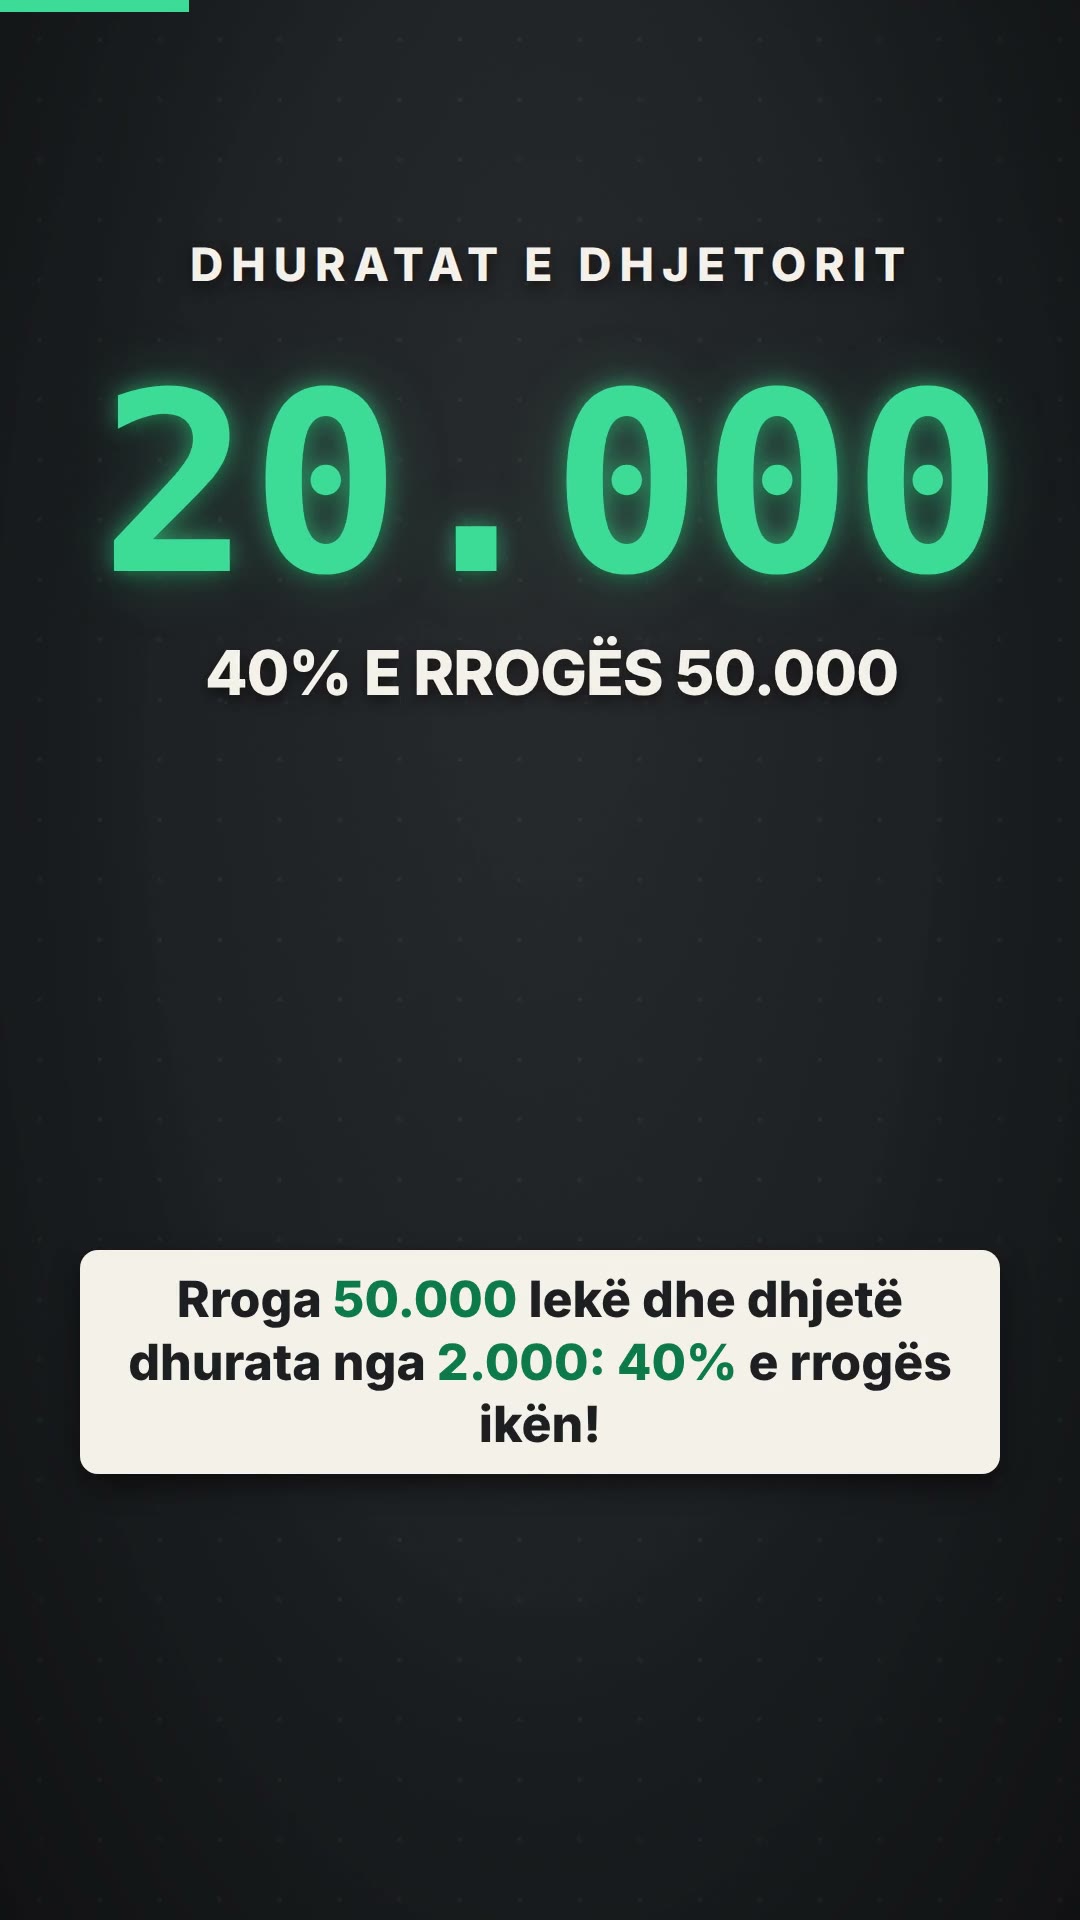 DHURATAT E DHJETORIT
20.000
40% E RROGËS 50.000
Rroga 50.000 lekë dhe dhjetë
dhurata nga 2.000: 40% e rrogës
ikën!